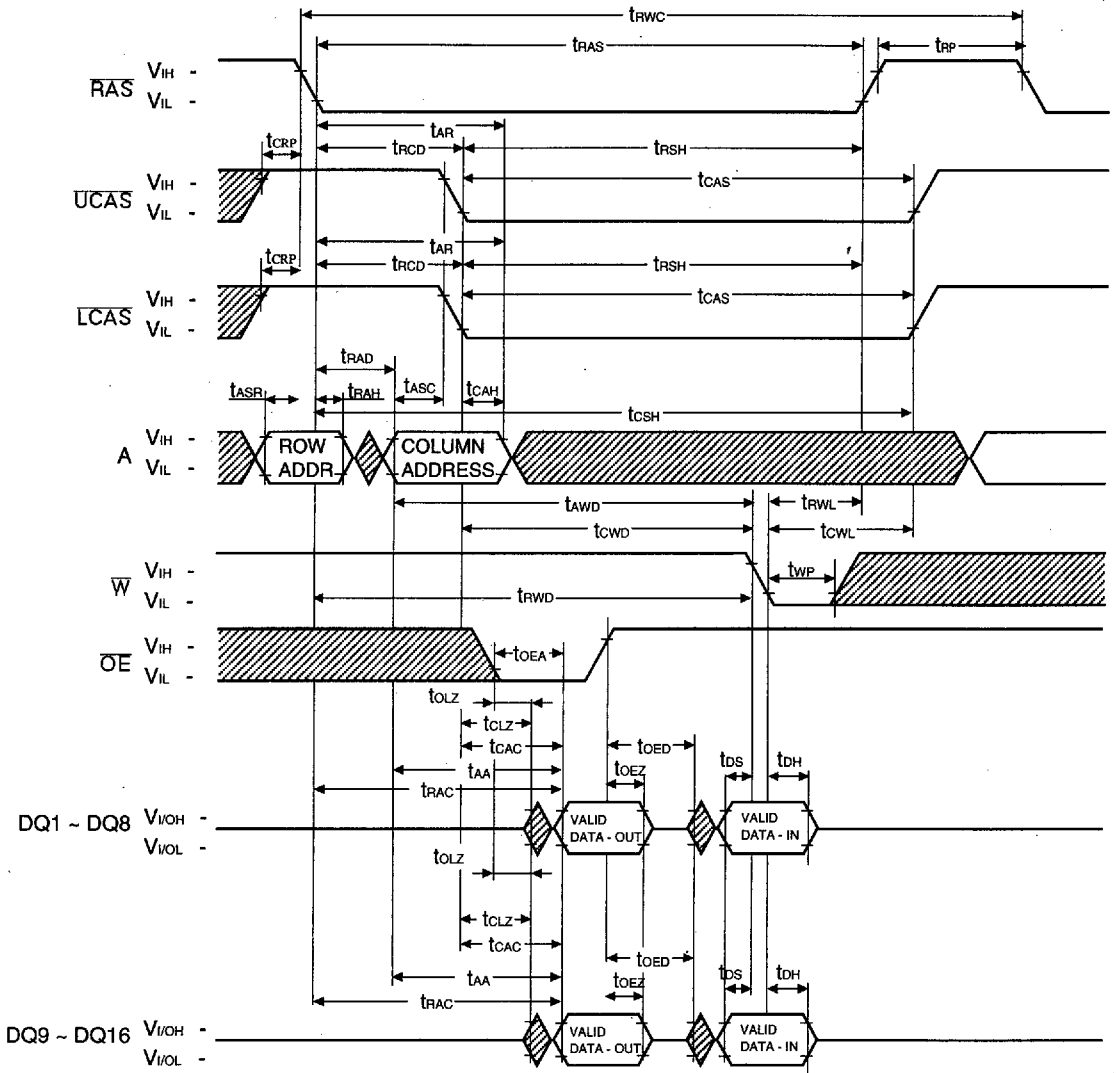 tRWC
tRAS
tRP
RAS
VIH -
VIL -
tAR
tCRP
tRCD
tRSH
UCAS
VIH -
VIL -
tCAS
tAR
tCRP
tRCD
tRSH
LCAS
VIH -
VIL -
tCAS
tRAD
tASR
tRAH
tASC
tCAH
tCSH
A
VIH -
VIL -
ROW
ADDR
COLUMN
ADDRESS
tAWD
tRWL
tCWD
tCWL
W
VIH -
VIL -
tWP
tRWD
OE
VIH -
VIL -
tOEA
tOLZ
tCLZ
tCAC
tOED
tAA
tOEZ
tDS
tDH
tRAC
DQ1 ~ DQ8
VI/OH -
VI/OL -
VALID
DATA - OUT
VALID
DATA - IN
tOLZ
tCLZ
tCAC
tOED
tAA
tOEZ
tDS
tDH
tRAC
DQ9 ~ DQ16
VI/OH -
VI/OL -
VALID
DATA - OUT
VALID
DATA - IN